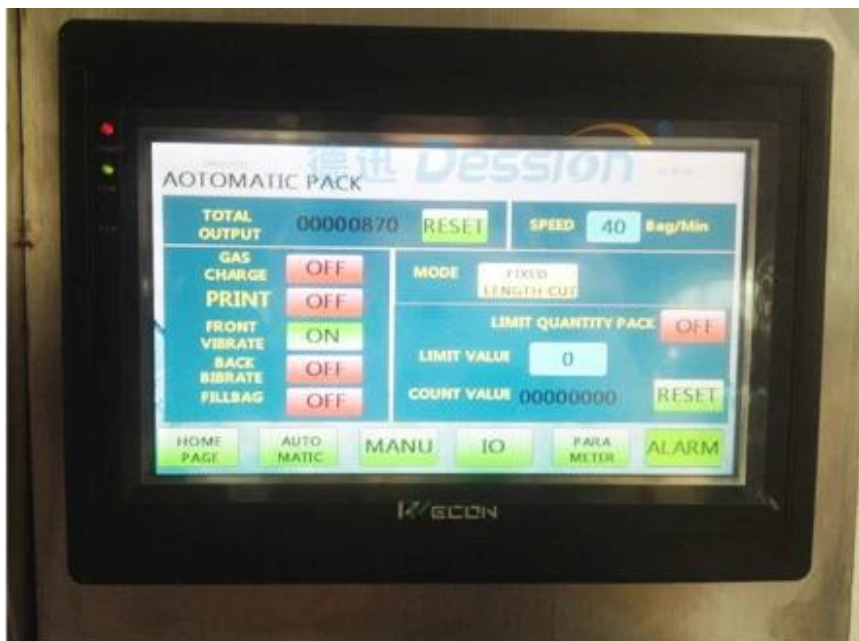 德迅 Dession
AOTOMATIC PACK
TOTAL OUTPUT 00000870 RESET SPEED 40 Bag/Min
GAS CHARGE OFF
MODE FIXED LENGTH CUT
PRINT OFF
LIMIT QUANTITY PACK OFF
FRONT VIBRATE ON
LIMIT VALUE 0
BACK BIBRATE OFF
COUNT VALUE 00000000 RESET
FILLBAG OFF
HOME PAGE AUTO MATIC MANU IO PARA METER ALARM
WECON